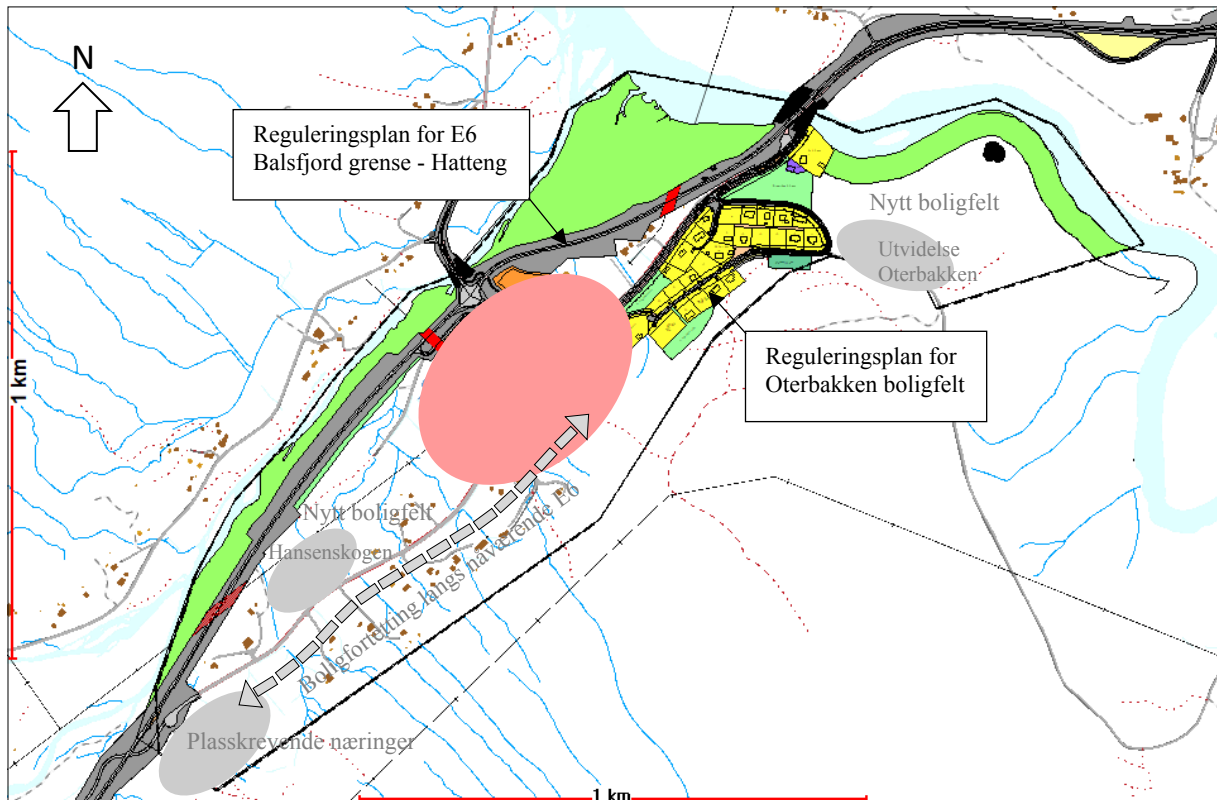 N
Reguleringsplan for E6
Balsfjord grense - Hatteng
Nytt boligfelt
Utvidelse
Oterbakken
Reguleringsplan for
Oterbakken boligfelt
1 km
Nytt boligfelt
Hansenskogen
Boligfortetting langs nåværende E6
Plasskrevende næringer
1 km